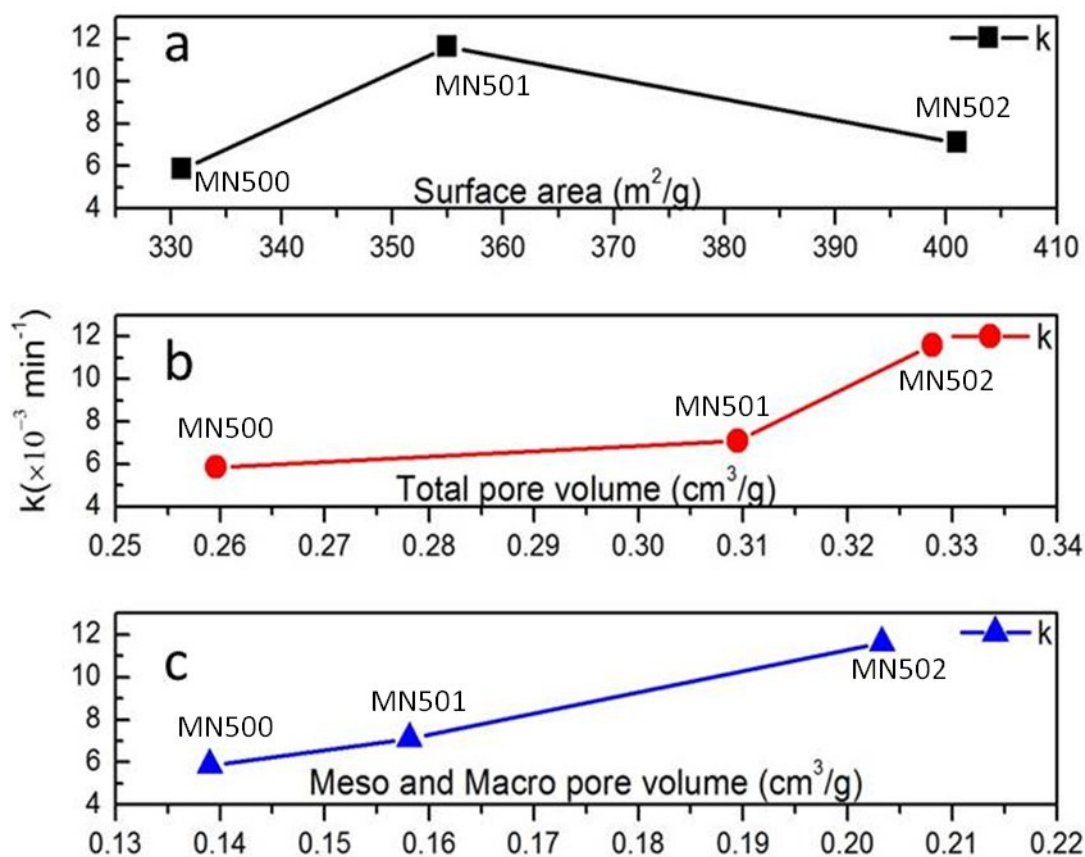 a
k
12
10
8
6
4
MN500
MN501
MN502
Surface area (m²/g)
330 340 350 360 370 380 390 400 410
k(×10⁻³ min⁻¹)
b
k
12
10
8
6
4
MN500
MN501
MN502
Total pore volume (cm³/g)
0.25 0.26 0.27 0.28 0.29 0.30 0.31 0.32 0.33 0.34
c
k
12
10
8
6
4
MN500
MN501
MN502
Meso and Macro pore volume (cm³/g)
0.13 0.14 0.15 0.16 0.17 0.18 0.19 0.20 0.21 0.22